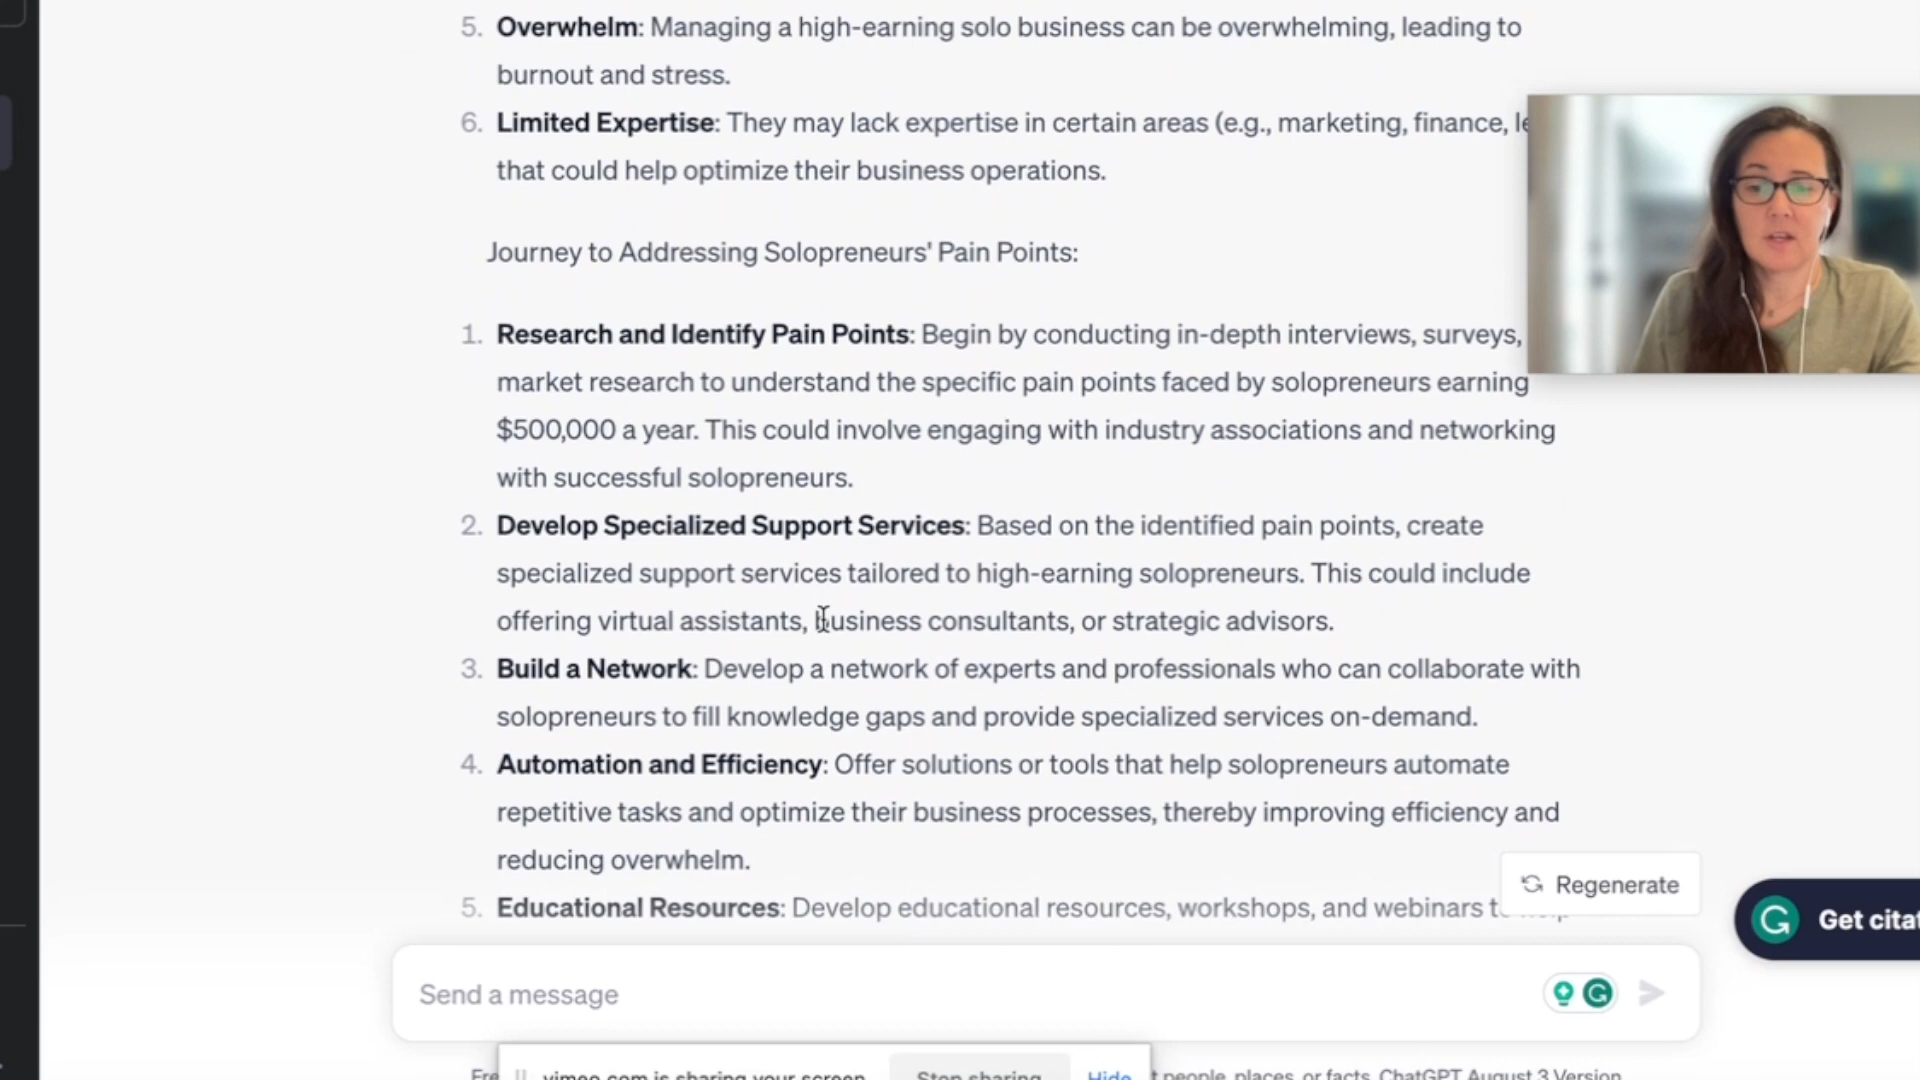 5. Overwhelm: Managing a high-earning solo business can be overwhelming, leading to
burnout and stress.
6. Limited Expertise: They may lack expertise in certain areas (e.g., marketing, finance,
that could help optimize their business operations.
Journey to Addressing Solopreneurs' Pain Points:
1. Research and Identify Pain Points: Begin by conducting in-depth interviews, surveys,
market research to understand the specific pain points faced by solopreneurs earning
$500,000 a year. This could involve engaging with industry associations and networking
with successful solopreneurs.
2. Develop Specialized Support Services: Based on the identified pain points, create
specialized support services tailored to high-earning solopreneurs. This could include
offering virtual assistants, business consultants, or strategic advisors.
3. Build a Network: Develop a network of experts and professionals who can collaborate with
solopreneurs to fill knowledge gaps and provide specialized services on-demand.
4. Automation and Efficiency: Offer solutions or tools that help solopreneurs automate
repetitive tasks and optimize their business processes, thereby improving efficiency and
reducing overwhelm.
5. Educational Resources: Develop educational resources, workshops, and webinars
Regenerate
Get
Send a message
vimeo.com is sharing your screen
Stop sharing
Hide
people, places, or facts. ChatGPT August 3 Version